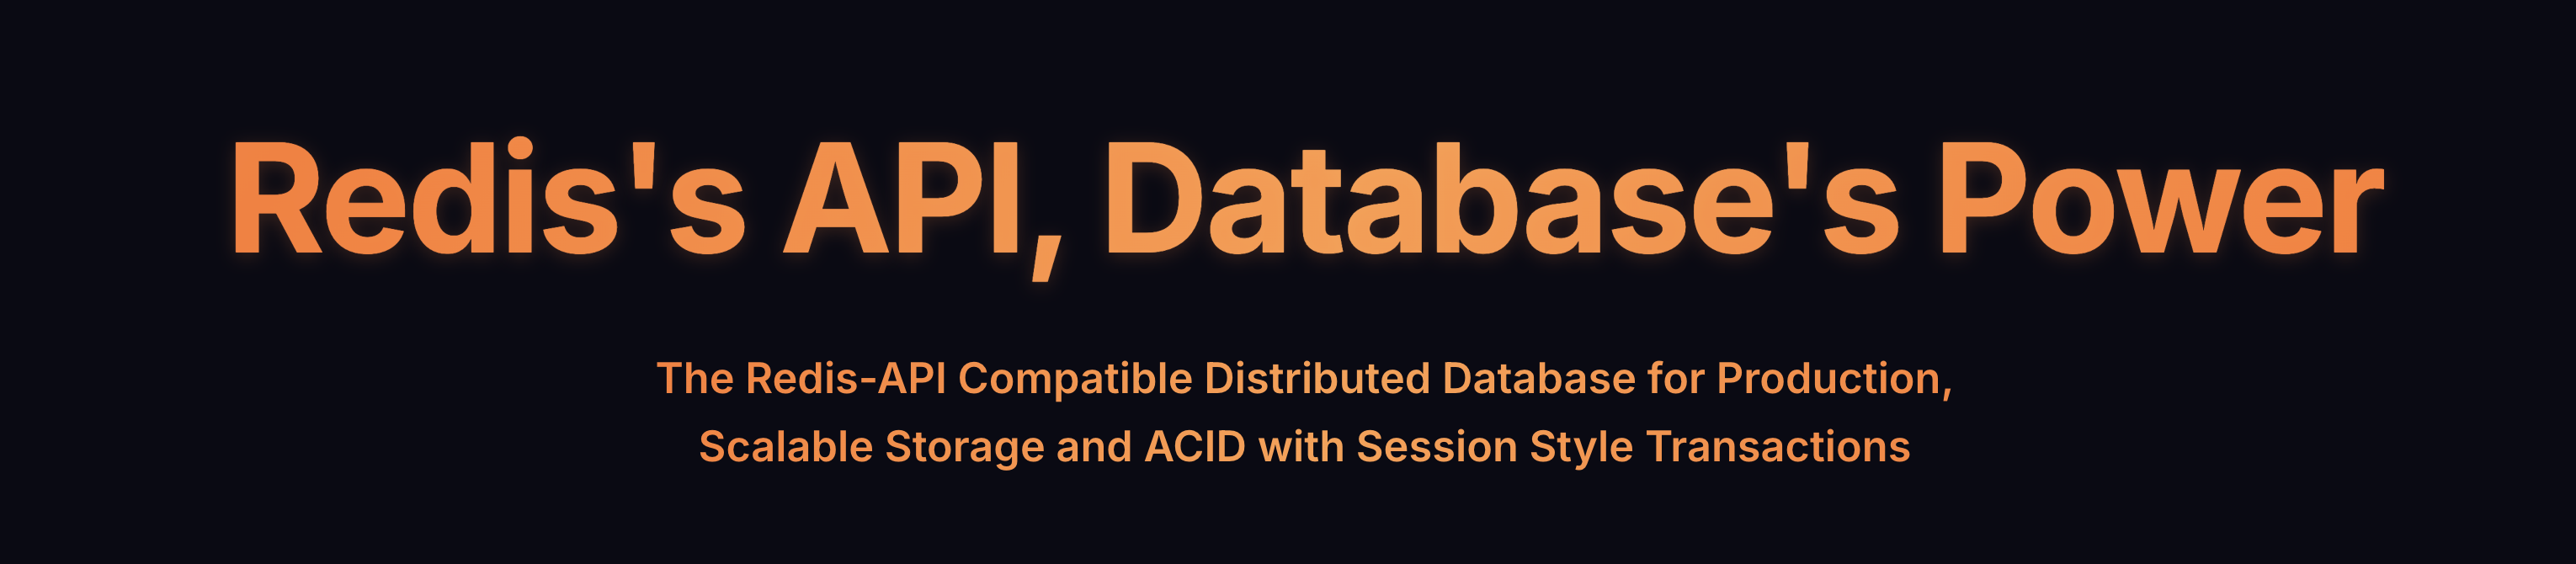 Redis's API, Database's Power
The Redis-API Compatible Distributed Database for Production,
Scalable Storage and ACID with Session Style Transactions